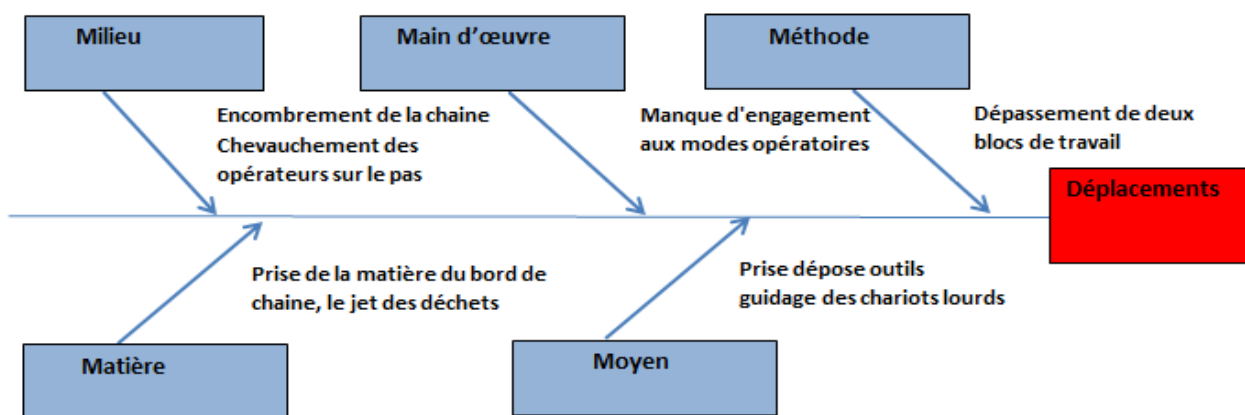 Milieu
Main d’œuvre
Méthode
Encombrement de la chaine
Chevauchement des
opérateurs sur le pas
Manque d'engagement
aux modes opératoires
Dépassement de deux
blocs de travail
Déplacements
Prise de la matière du bord de
chaine, le jet des déchets
Prise dépose outils
guidage des chariots lourds
Matière
Moyen